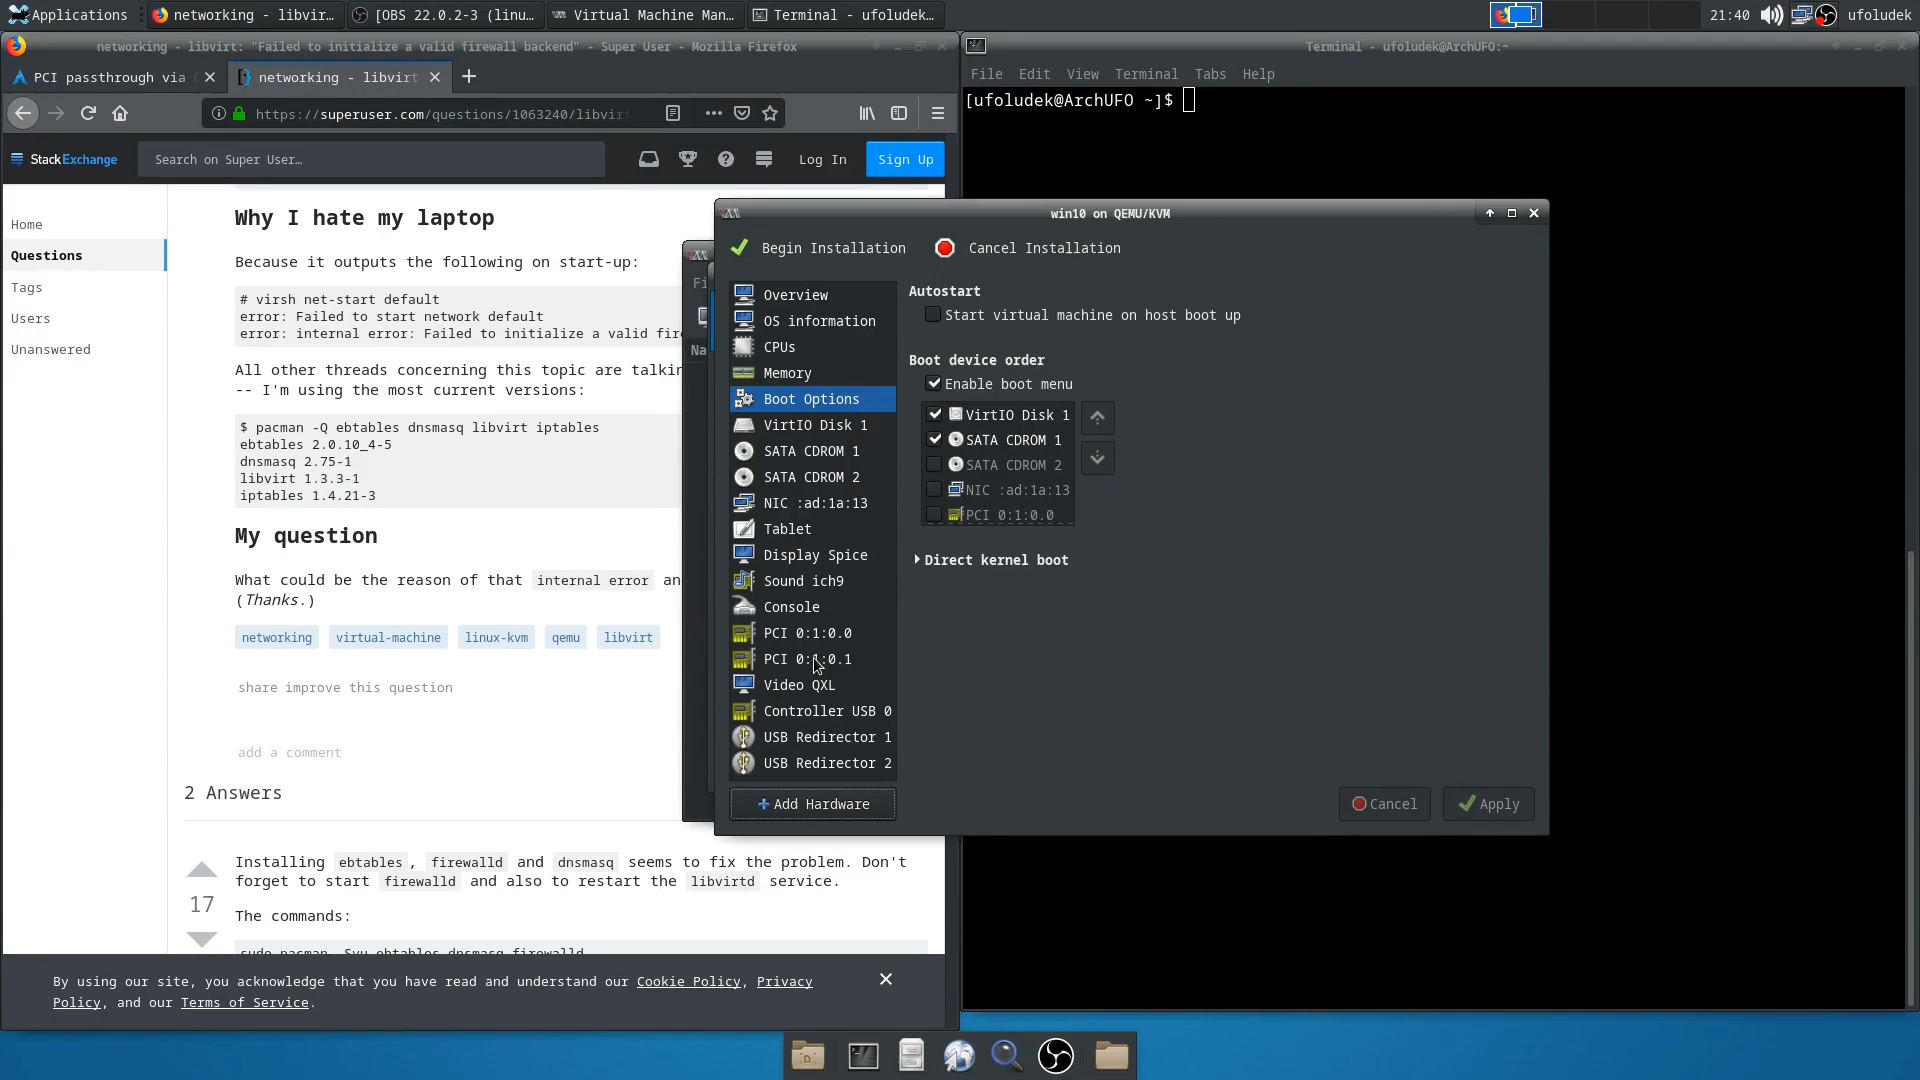 Applications
networking - libvir...
[OBS 22.0.2-3 (linu...
Virtual Machine Man...
Terminal - ufoludek...
21:40
ufoludek
networking - libvirt: "Failed to initialize a valid firewall backend" - Super User - Mozilla Firefox
PCI passthrough via
networking - libvirt
https://superuser.com/questions/1063240/libvir
StackExchange
Search on Super User...
Log In
Sign Up
Home
Questions
Tags
Users
Unanswered
Why I hate my laptop
Because it outputs the following on start-up:
# virsh net-start default
error: Failed to start network default
error: internal error: Failed to initialize a valid fire
All other threads concerning this topic are talkin
-- I'm using the most current versions:
$ pacman -Q ebtables dnsmasq libvirt iptables
ebtables 2.0.10_4-5
dnsmasq 2.75-1
libvirt 1.3.3-1
iptables 1.4.21-3
My question
What could be the reason of that internal error an
(Thanks.)
networking virtual-machine linux-kvm qemu libvirt
share improve this question
add a comment
2 Answers
17
Installing ebtables, firewalld and dnsmasq seems to fix the problem. Don't
forget to start firewalld and also to restart the libvirtd service.
The commands:
sudo pacman -Syu ebtables dnsmasq firewalld
By using our site, you acknowledge that you have read and understand our Cookie Policy, Privacy
Policy, and our Terms of Service.
Terminal - ufoludek@ArchUFO:~
File Edit View Terminal Tabs Help
[ufoludek@ArchUFO ~]$
Fi
Na
win10 on QEMU/KVM
Begin Installation
Cancel Installation
Overview
OS information
CPUs
Memory
Boot Options
VirtIO Disk 1
SATA CDROM 1
SATA CDROM 2
NIC :ad:1a:13
Tablet
Display Spice
Sound ich9
Console
PCI 0:1:0.0
PCI 0:1:0.1
Video QXL
Controller USB 0
USB Redirector 1
USB Redirector 2
Add Hardware
Autostart
Start virtual machine on host boot up
Boot device order
Enable boot menu
VirtIO Disk 1
SATA CDROM 1
SATA CDROM 2
NIC :ad:1a:13
PCI 0:1:0.0
Direct kernel boot
Cancel
Apply